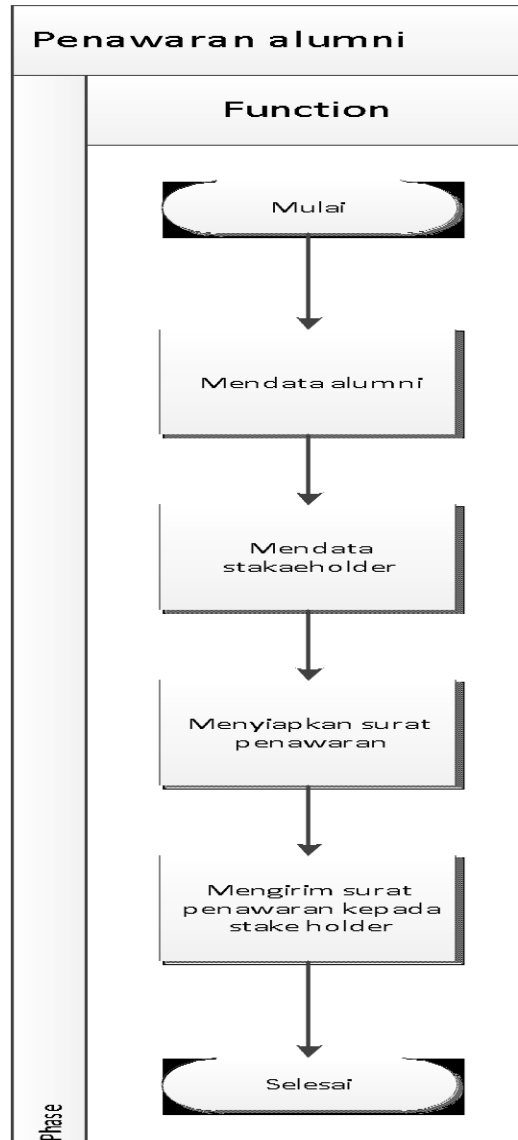 Penawaran alumni
Function
Mulai
Mendata alumni
Mendata
stakaeholder
Menyiapkan surat
penawaran
Mengirim surat
penawaran kepada
stake holder
Selesai
Phase